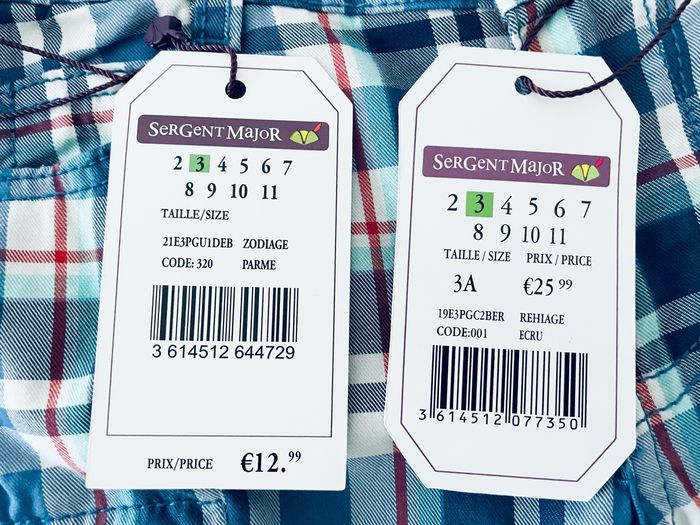 SeRGeNT MaJoR
2 3 4 5 6 7
8 9 10 11
TAILLE/SIZE
21E3PGU1DEB ZODIAGE
CODE: 320 PARME
3 614512 644729
PRIX/PRICE €12.99
SeRGeNT MaJoR
2 3 4 5 6 7
8 9 10 11
TAILLE / SIZE PRIX / PRICE
3A €25 99
19E3PGC2BER REHIAGE
CODE:001 ECRU
3 614512 077350